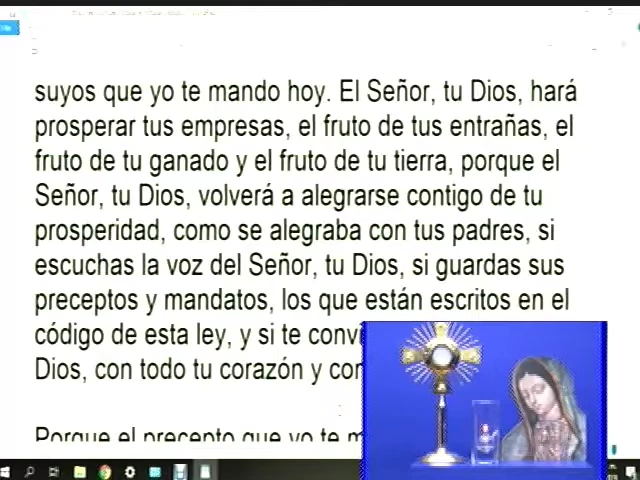 suyos que yo te mando hoy. El Señor, tu Dios, hará
prosperar tus empresas, el fruto de tus entrañas, el
fruto de tu ganado y el fruto de tu tierra, porque el
Señor, tu Dios, volverá a alegrarse contigo de tu
prosperidad, como se alegraba con tus padres, si
escuchas la voz del Señor, tu Dios, si guardas sus
preceptos y mandatos, los que están escritos en el
código de esta ley, y si te
Dios, con todo tu corazón y
Porque el precepto que yo te